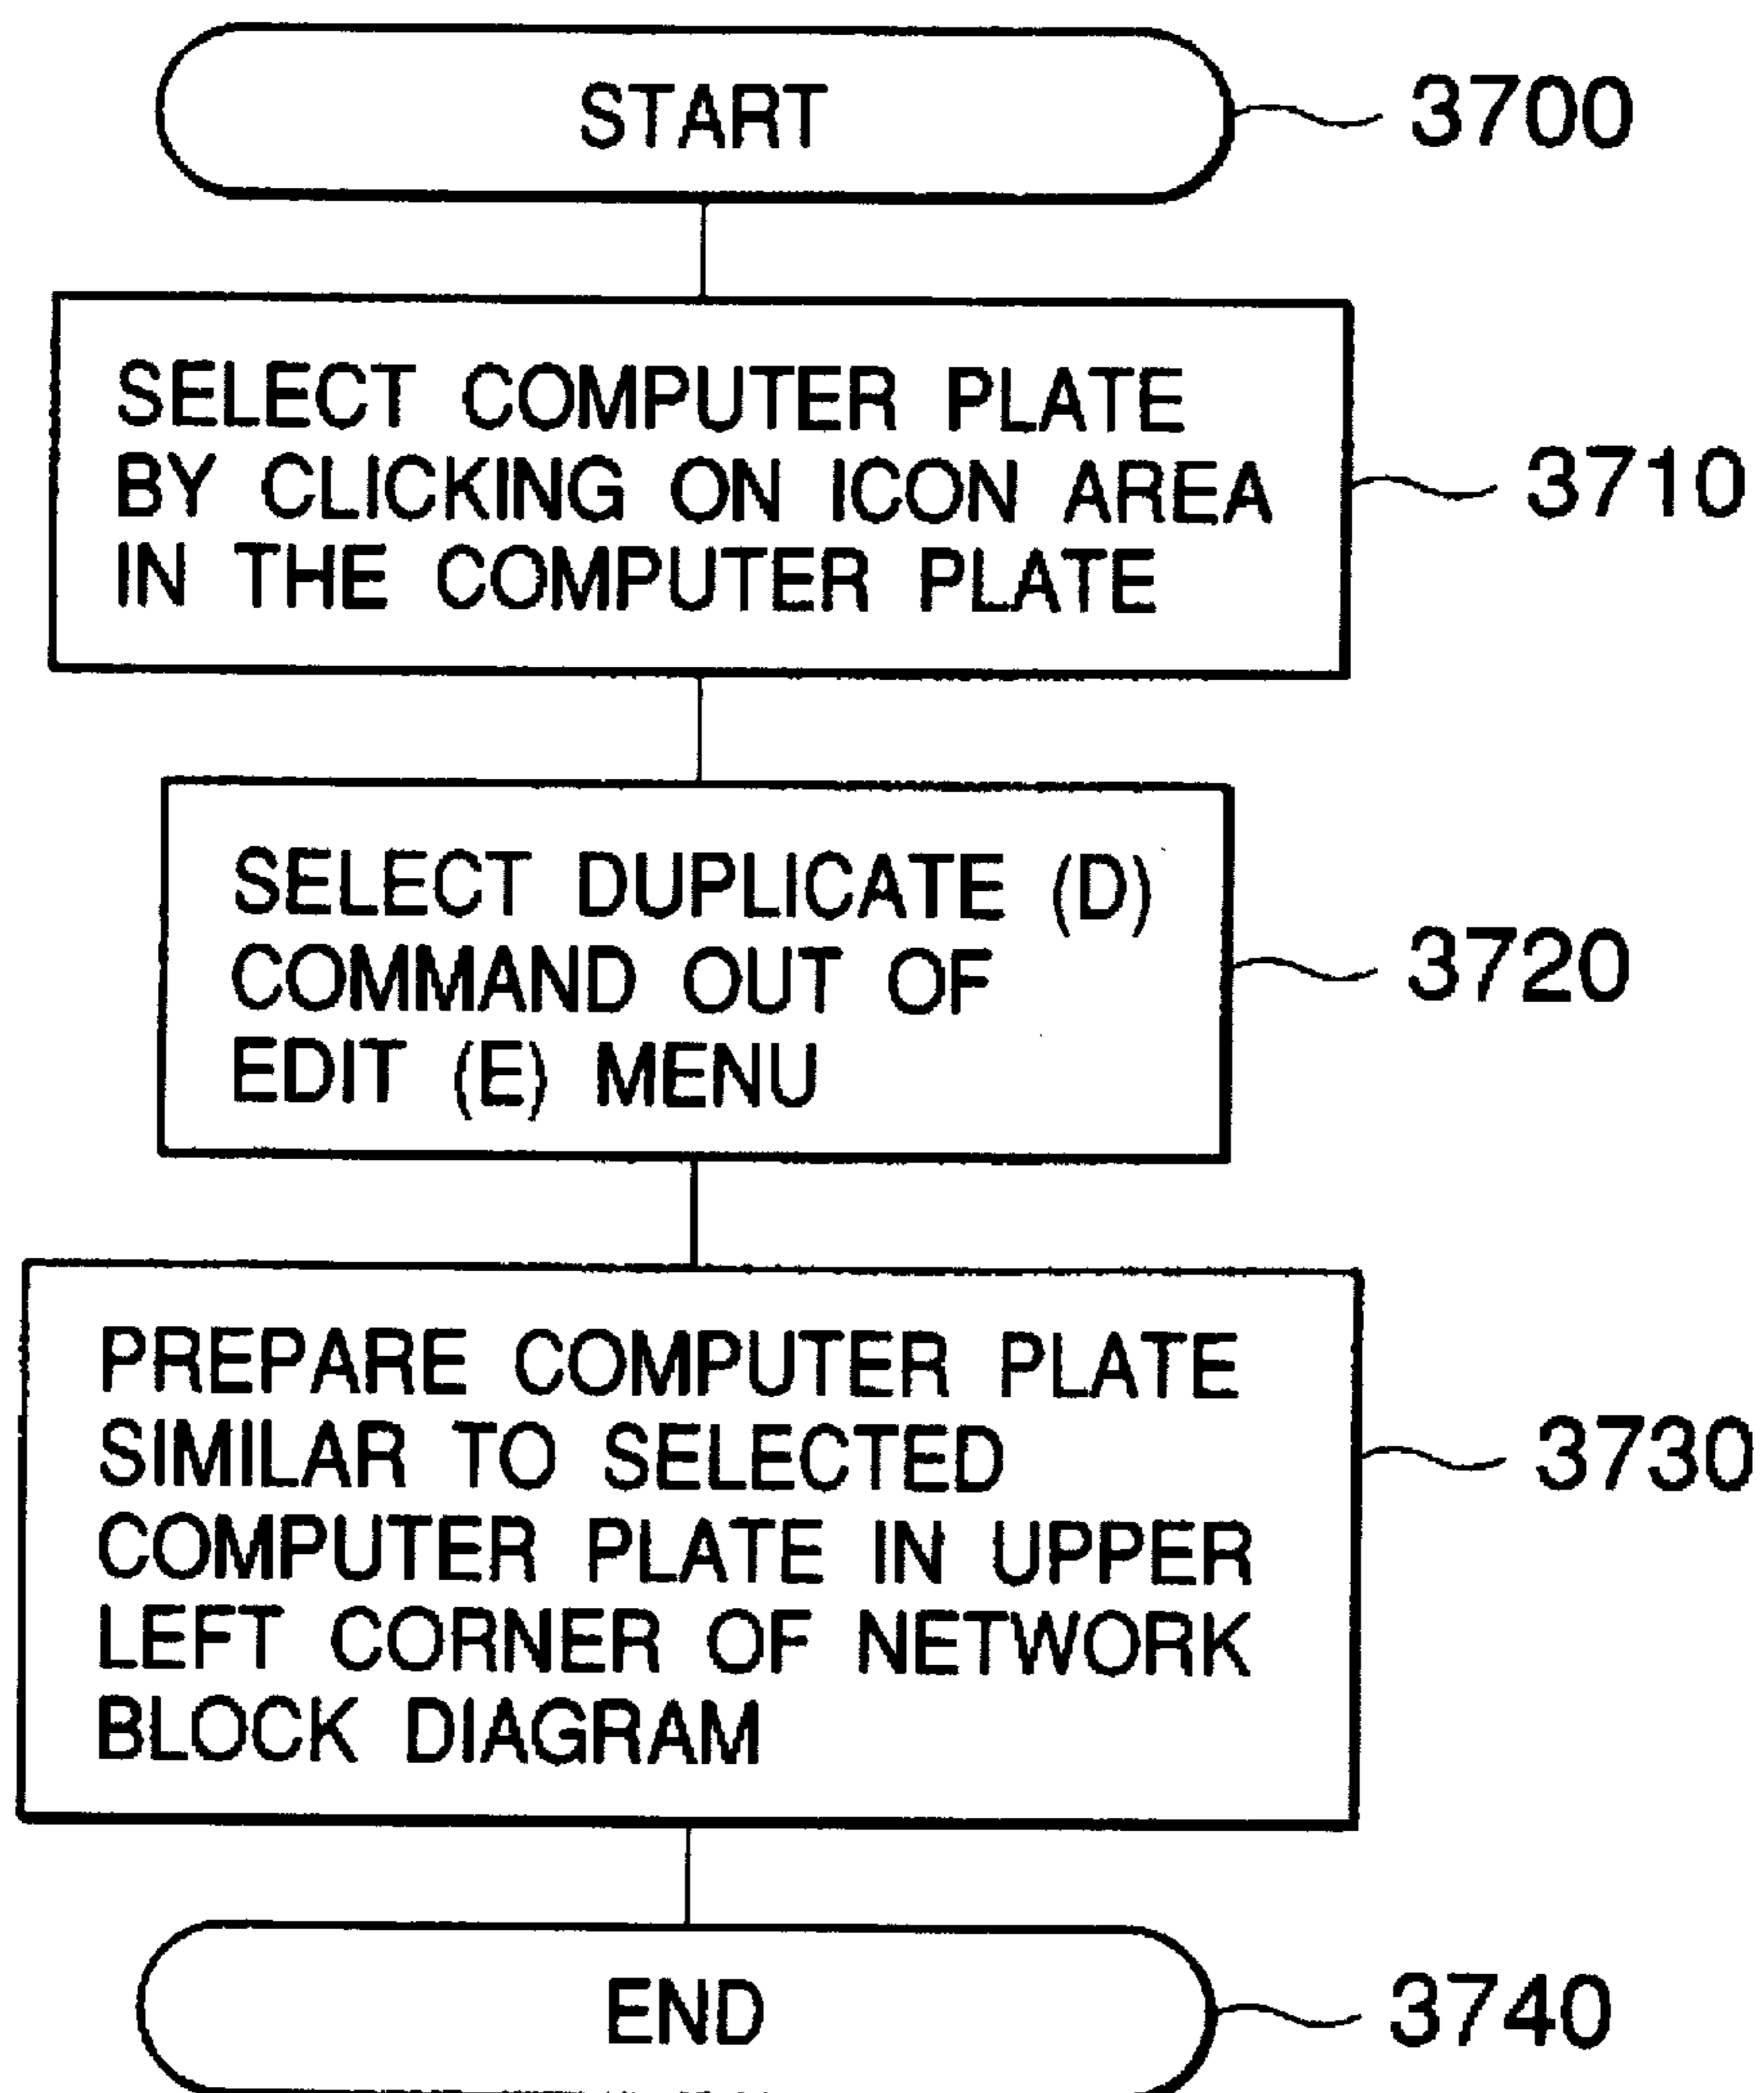 START
3700
SELECT COMPUTER PLATE
BY CLICKING ON ICON AREA
IN THE COMPUTER PLATE
3710
SELECT DUPLICATE (D)
COMMAND OUT OF
EDIT (E) MENU
3720
PREPARE COMPUTER PLATE
SIMILAR TO SELECTED
COMPUTER PLATE IN UPPER
LEFT CORNER OF NETWORK
BLOCK DIAGRAM
3730
END
3740